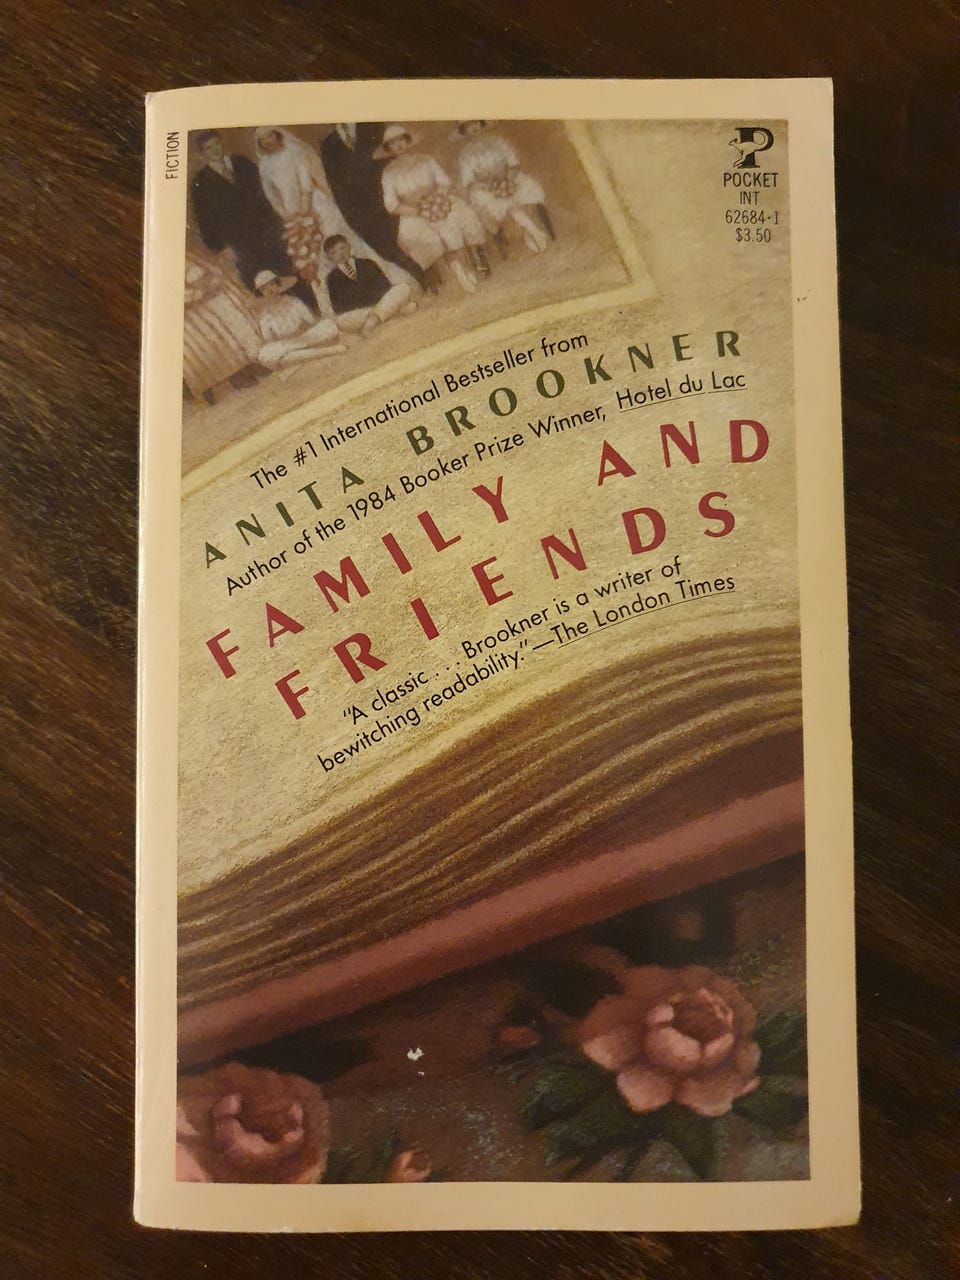 FICTION
P
POCKET
INT
62684-1
$3.50
The #1 International Bestseller from
ANITA BROOKNER
Author of the 1984 Booker Prize Winner, Hotel du Lac
FAMILY AND
FRIENDS
"A classic . . . Brookner is a writer of
bewitching readability."—The London Times